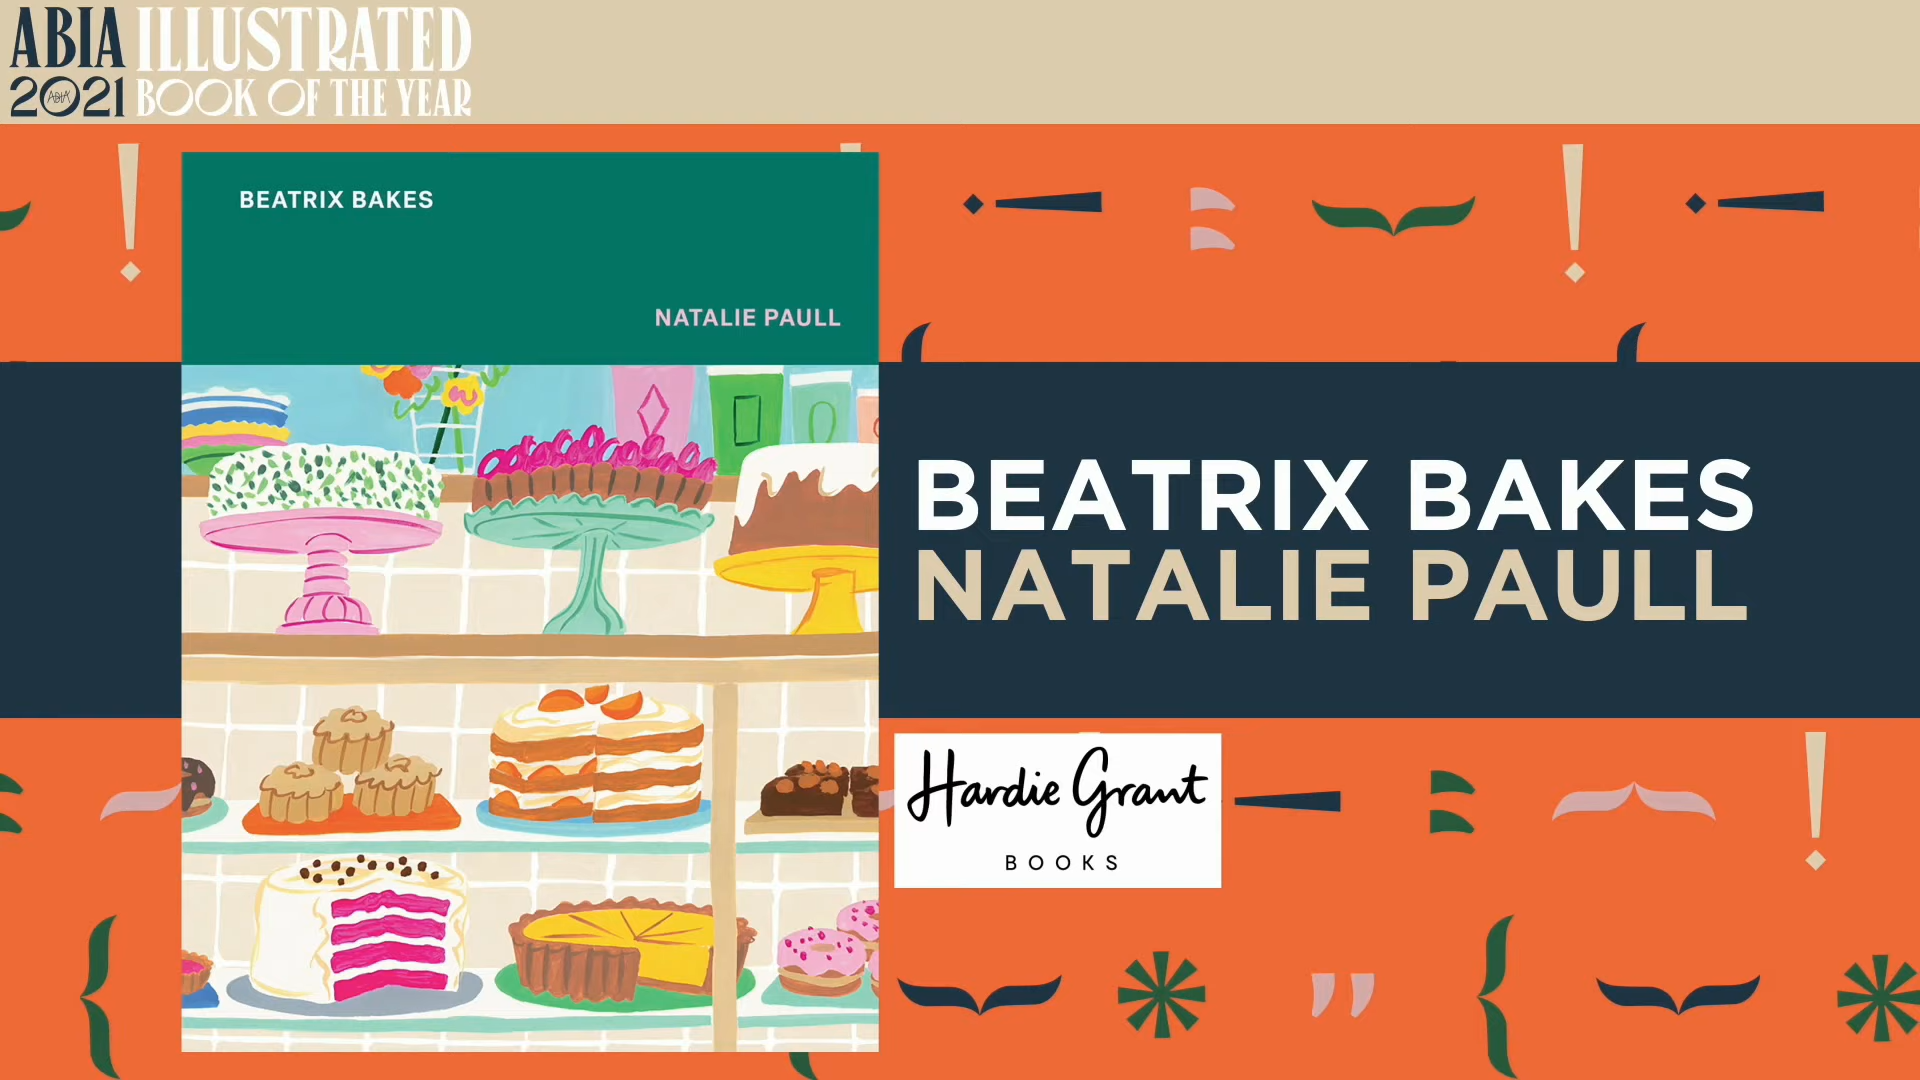 ABIA ILLUSTRATED
2021 BOOK OF THE YEAR
BEATRIX BAKES
NATALIE PAULL
BEATRIX BAKES
NATALIE PAULL
Hardie Grant
BOOKS